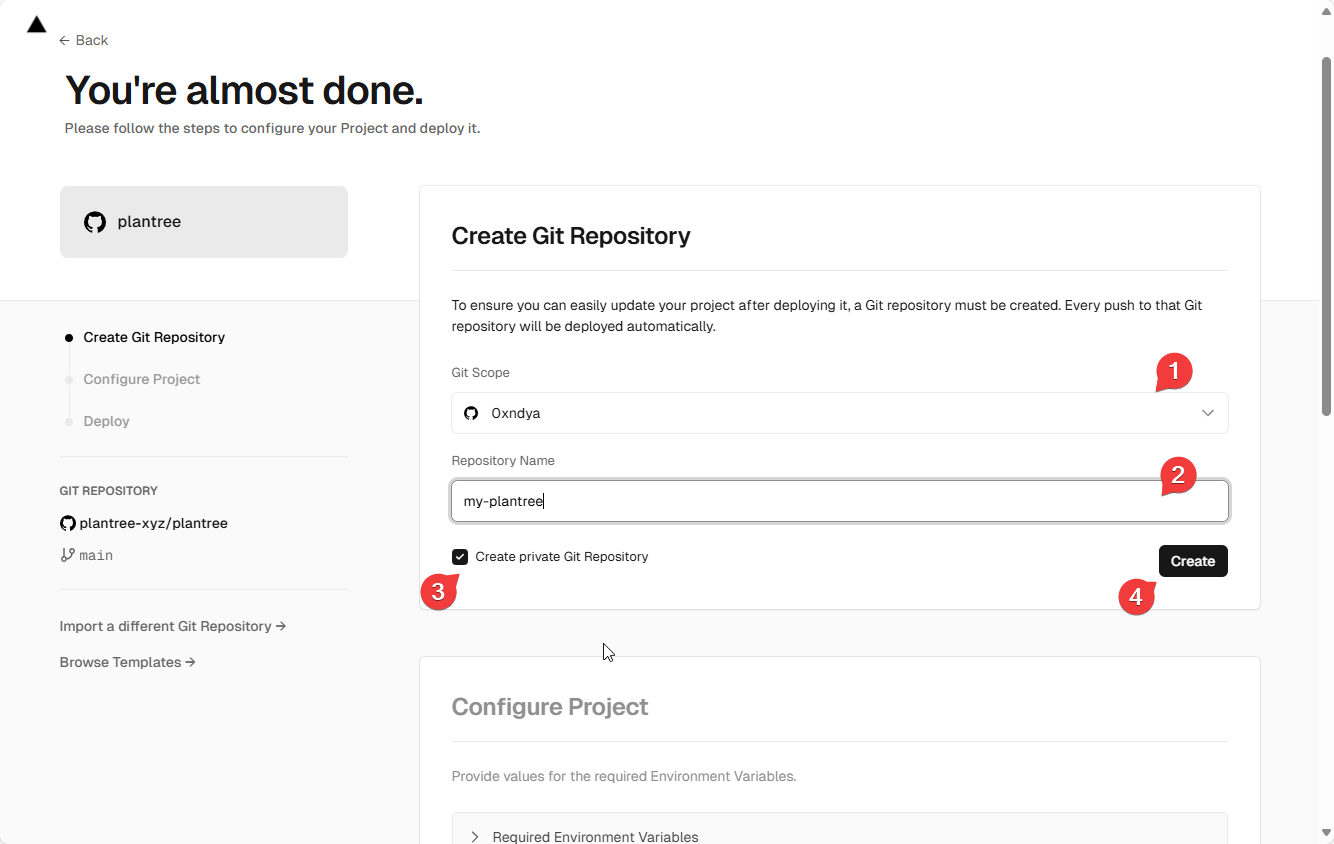 ← Back
You're almost done.
Please follow the steps to configure your Project and deploy it.
plantree
Create Git Repository
Configure Project
Deploy
GIT REPOSITORY
plantree-xyz/plantree
main
Import a different Git Repository →
Browse Templates →
Create Git Repository
To ensure you can easily update your project after deploying it, a Git repository must be created. Every push to that Git
repository will be deployed automatically.
Git Scope
1
0xndya
Repository Name
2
my-plantree
Create private Git Repository
Create
3
4
Configure Project
Provide values for the required Environment Variables.
Required Environment Variables